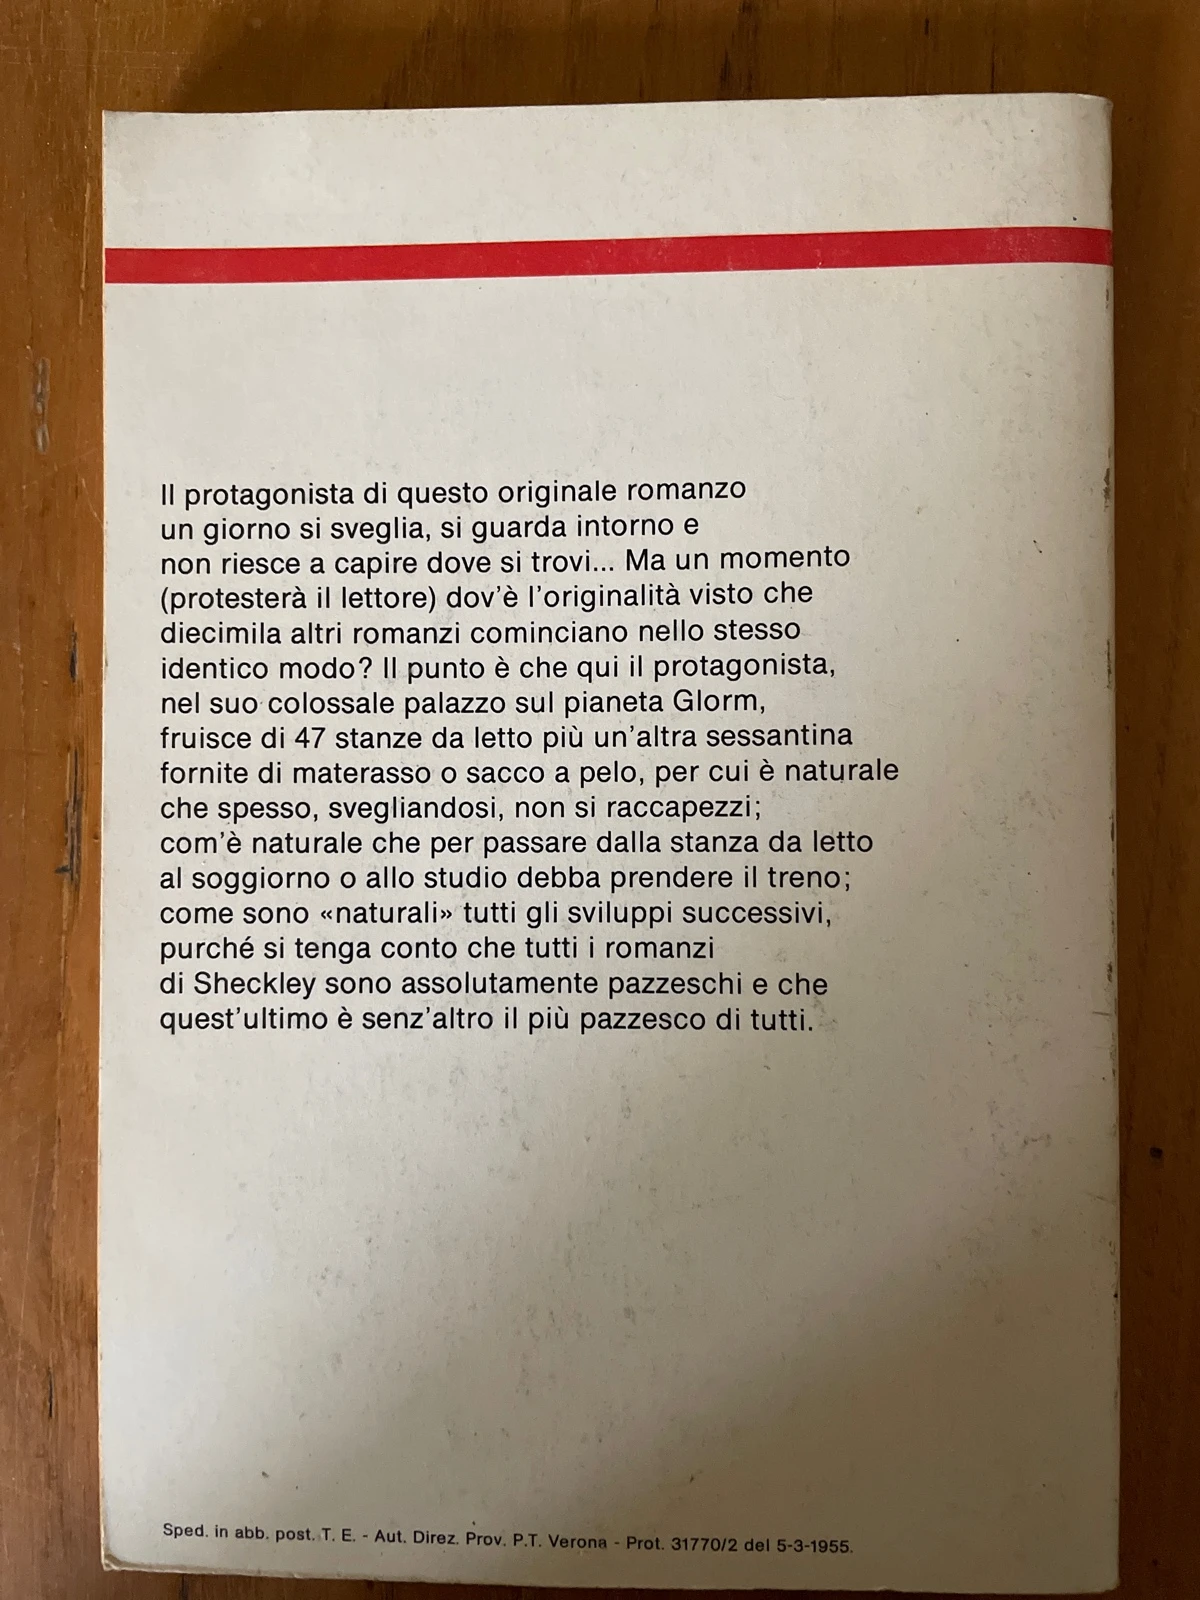 Il protagonista di questo originale romanzo
un giorno si sveglia, si guarda intorno e
non riesce a capire dove si trovi... Ma un momento
(protesterà il lettore) dov'è l'originalità visto che
diecimila altri romanzi cominciano nello stesso
identico modo? Il punto è che qui il protagonista,
nel suo colossale palazzo sul pianeta Glorm,
fruisce di 47 stanze da letto più un'altra sessantina
fornite di materasso o sacco a pelo, per cui è naturale
che spesso, svegliandosi, non si raccapezzi;
com'è naturale che per passare dalla stanza da letto
al soggiorno o allo studio debba prendere il treno;
come sono «naturali» tutti gli sviluppi successivi,
purché si tenga conto che tutti i romanzi
di Sheckley sono assolutamente pazzeschi e che
quest'ultimo è senz'altro il più pazzesco di tutti.
Sped. in abb. post. T. E. - Aut. Direz. Prov. P.T. Verona - Prot. 31770/2 del 5-3-1955.